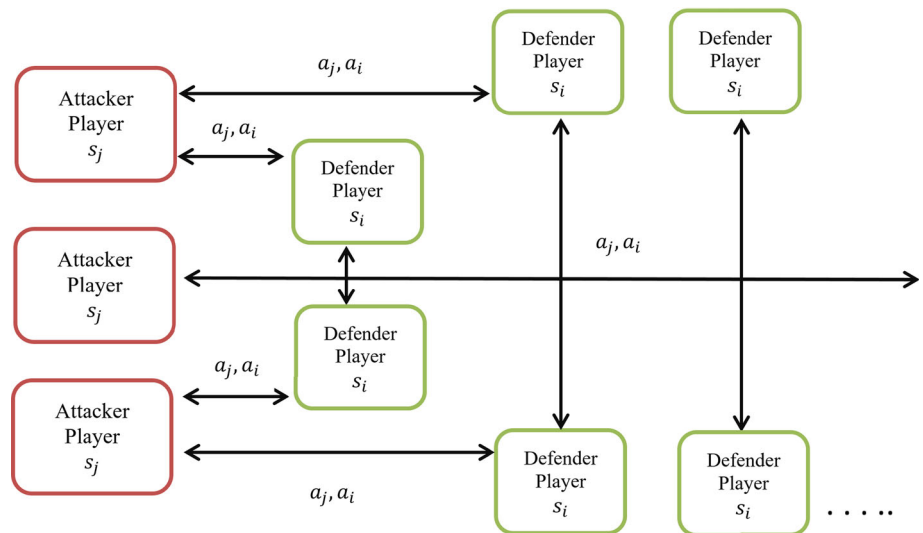 Defender
Player
s_i
Defender
Player
s_i
a_j, a_i
Attacker
Player
s_j
a_j, a_i
Defender
Player
s_i
a_j, a_i
Attacker
Player
s_j
Defender
Player
s_i
a_j, a_i
Attacker
Player
s_j
Defender
Player
s_i
Defender
Player
s_i
a_j, a_i
. . . . .